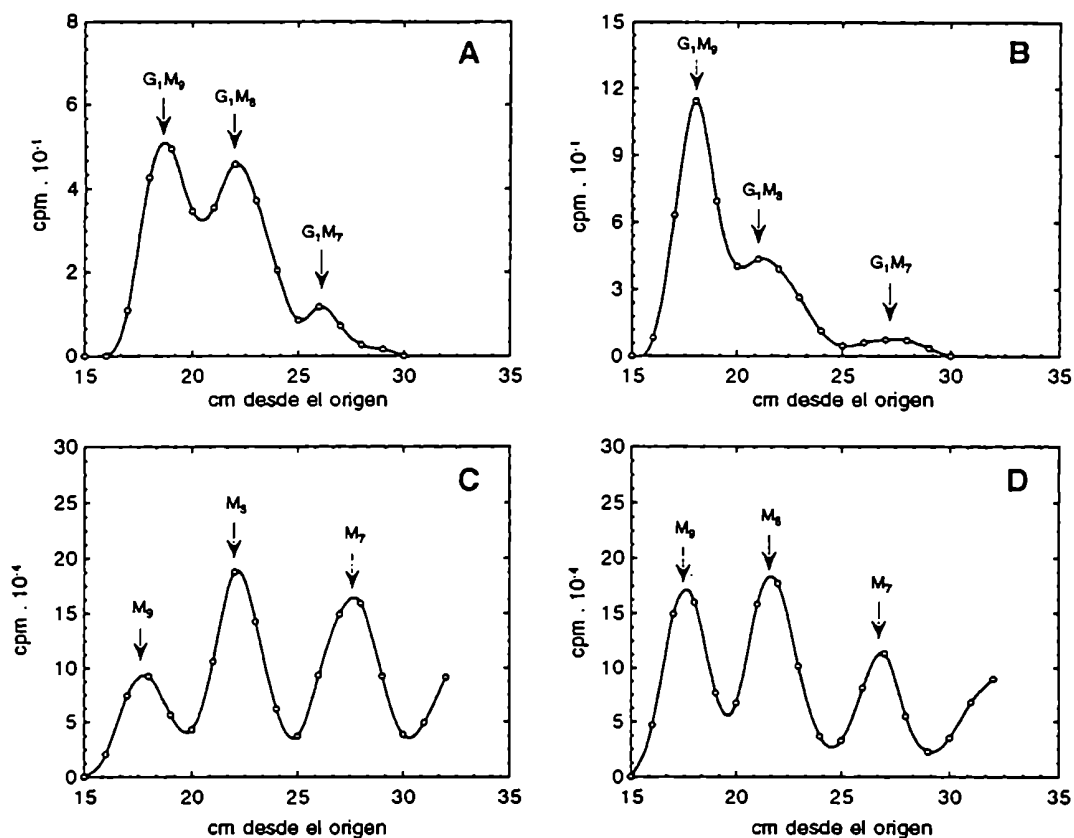 A
8
6
4
2
0
cpm . 10⁻¹
G₁M₉
G₁M₈
G₁M₇
15 20 25 30 35
cm desde el origen
B
15
12
9
6
3
0
cpm . 10⁻¹
G₁M₉
G₁M₈
G₁M₇
15 20 25 30 35
cm desde el origen
C
30
25
20
15
10
5
0
cpm . 10⁻⁴
M₉
M₈
M₇
15 20 25 30 35
cm desde el origen
D
30
25
20
15
10
5
0
cpm . 10⁻⁴
M₉
M₈
M₇
15 20 25 30 35
cm desde el origen